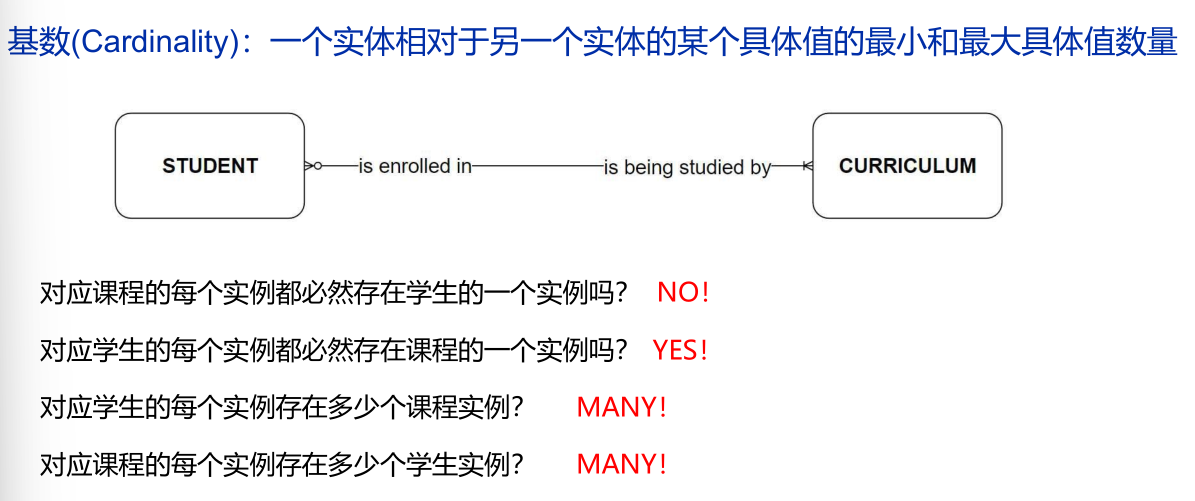 基数(Cardinality)：一个实体相对于另一个实体的某个具体值的最小和最大具体值数量
STUDENT is enrolled in is being studied by CURRICULUM
对应课程的每个实例都必然存在学生的一个实例吗？ NO！
对应学生的每个实例都必然存在课程的一个实例吗？ YES！
对应学生的每个实例存在多少个课程实例？ MANY！
对应课程的每个实例存在多少个学生实例？ MANY！